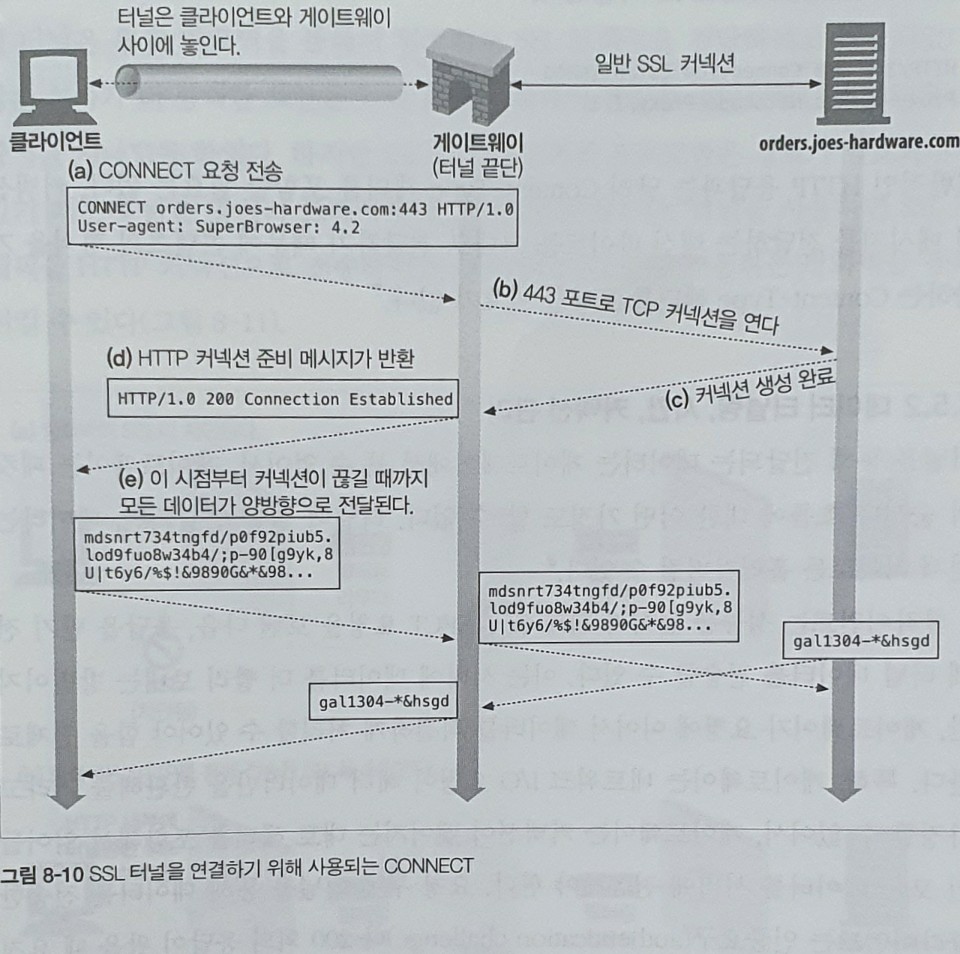 터널은 클라이언트와 게이트웨이
사이에 놓인다.
일반 SSL 커넥션
클라이언트
게이트웨이
(터널 끝단)
orders.joes-hardware.com
(a) CONNECT 요청 전송
CONNECT orders.joes-hardware.com:443 HTTP/1.0
User-agent: SuperBrowser: 4.2
(b) 443 포트로 TCP 커넥션을 연다
(d) HTTP 커넥션 준비 메시지가 반환
(c) 커넥션 생성 완료
HTTP/1.0 200 Connection Established
(e) 이 시점부터 커넥션이 끊길 때까지
모든 데이터가 양방향으로 전달된다.
mdsnrt734tngfd/p0f92piub5.
lod9fuo8w34b4/;p-90[g9yk,8
U|t6y6/%$!&9890G&*&98...
mdsnrt734tngfd/p0f92piub5.
lod9fuo8w34b4/;p-90[g9yk,8
U|t6y6/%$!&9890G&*&98...
gal1304-*&hsgd
gal1304-*&hsgd
그림 8-10 SSL 터널을 연결하기 위해 사용되는 CONNECT